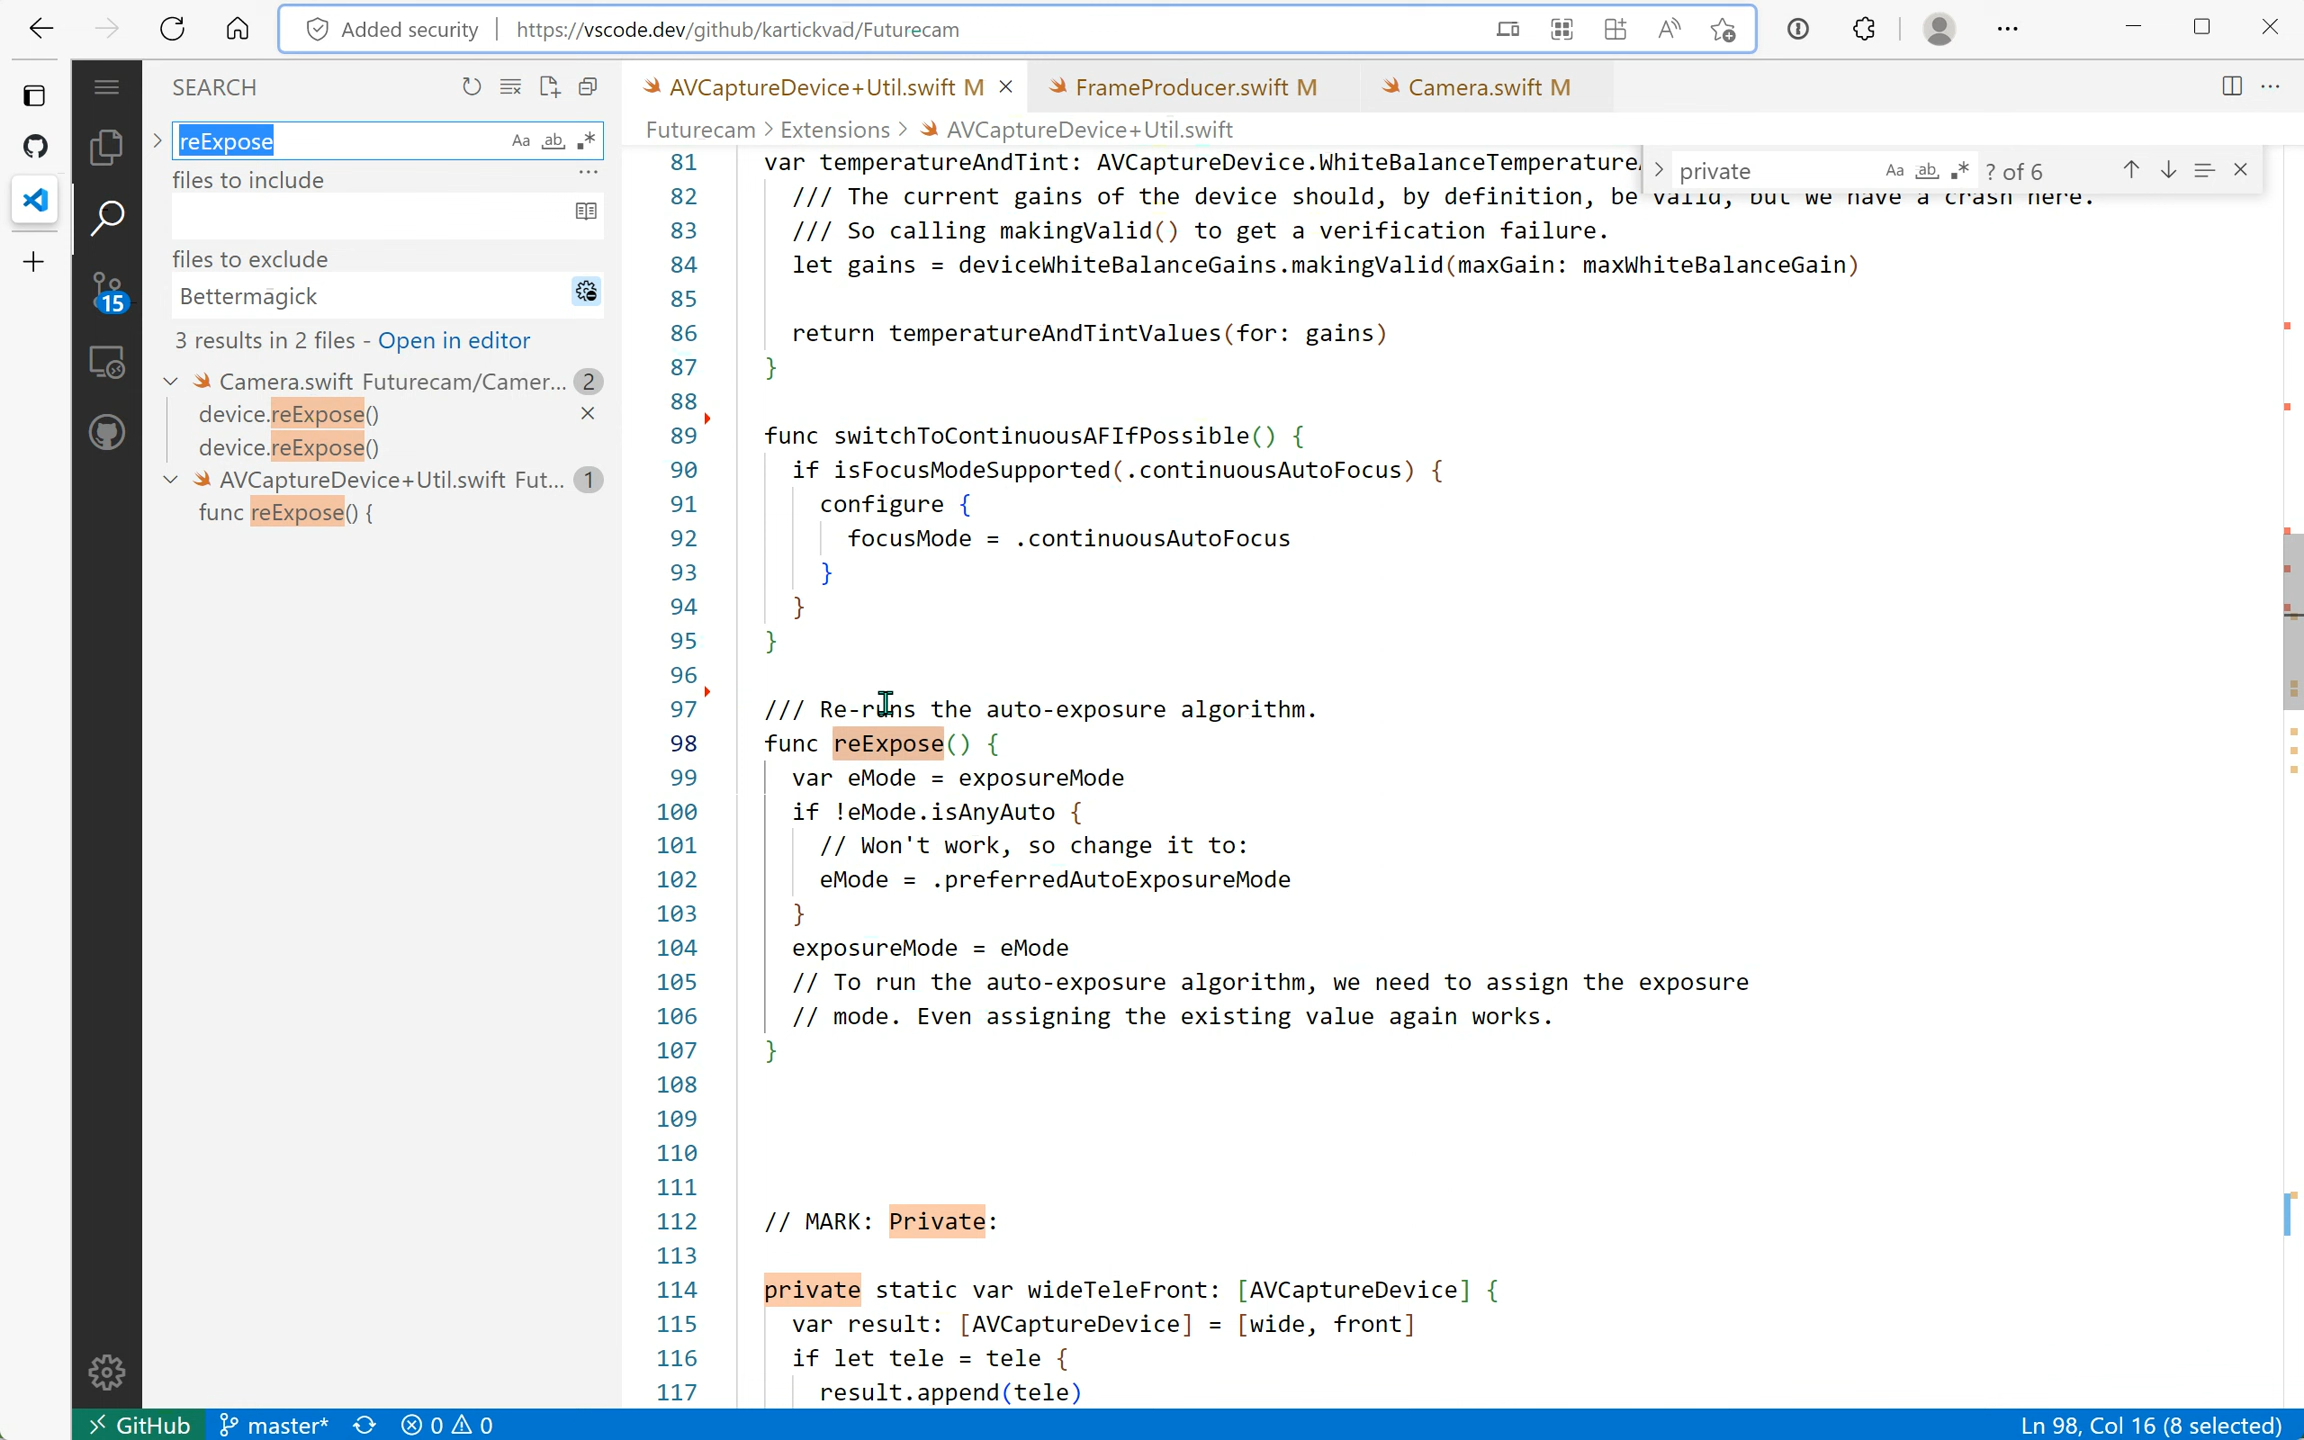 Added security | https://vscode.dev/github/kartickvad/Futurecam
SEARCH
reExpose
Aa ab .*
files to include
files to exclude
Bettermagick
3 results in 2 files - Open in editor
Camera.swift Futurecam/Camer... 2
device.reExpose()
device.reExpose()
AVCaptureDevice+Util.swift Fut... 1
func reExpose() {
15
AVCaptureDevice+Util.swift M
FrameProducer.swift M
Camera.swift M
Futurecam > Extensions > AVCaptureDevice+Util.swift
private Aa ab .* ? of 6
81 var temperatureAndTint: AVCaptureDevice.WhiteBalanceTemperature
82 /// The current gains of the device should, by definition, be valid, but we have a crash here.
83 /// So calling makingValid() to get a verification failure.
84 let gains = deviceWhiteBalanceGains.makingValid(maxGain: maxWhiteBalanceGain)
85
86 return temperatureAndTintValues(for: gains)
87 }
88
89 func switchToContinuousAFIfPossible() {
90 if isFocusModeSupported(.continuousAutoFocus) {
91 configure {
92 focusMode = .continuousAutoFocus
93 }
94 }
95 }
96
97 /// Re-runs the auto-exposure algorithm.
98 func reExpose() {
99 var eMode = exposureMode
100 if !eMode.isAnyAuto {
101 // Won't work, so change it to:
102 eMode = .preferredAutoExposureMode
103 }
104 exposureMode = eMode
105 // To run the auto-exposure algorithm, we need to assign the exposure
106 // mode. Even assigning the existing value again works.
107 }
108
109
110
111
112 // MARK: Private:
113
114 private static var wideTeleFront: [AVCaptureDevice] {
115 var result: [AVCaptureDevice] = [wide, front]
116 if let tele = tele {
117 result.append(tele)
GitHub master* 0 0
Ln 98, Col 16 (8 selected)